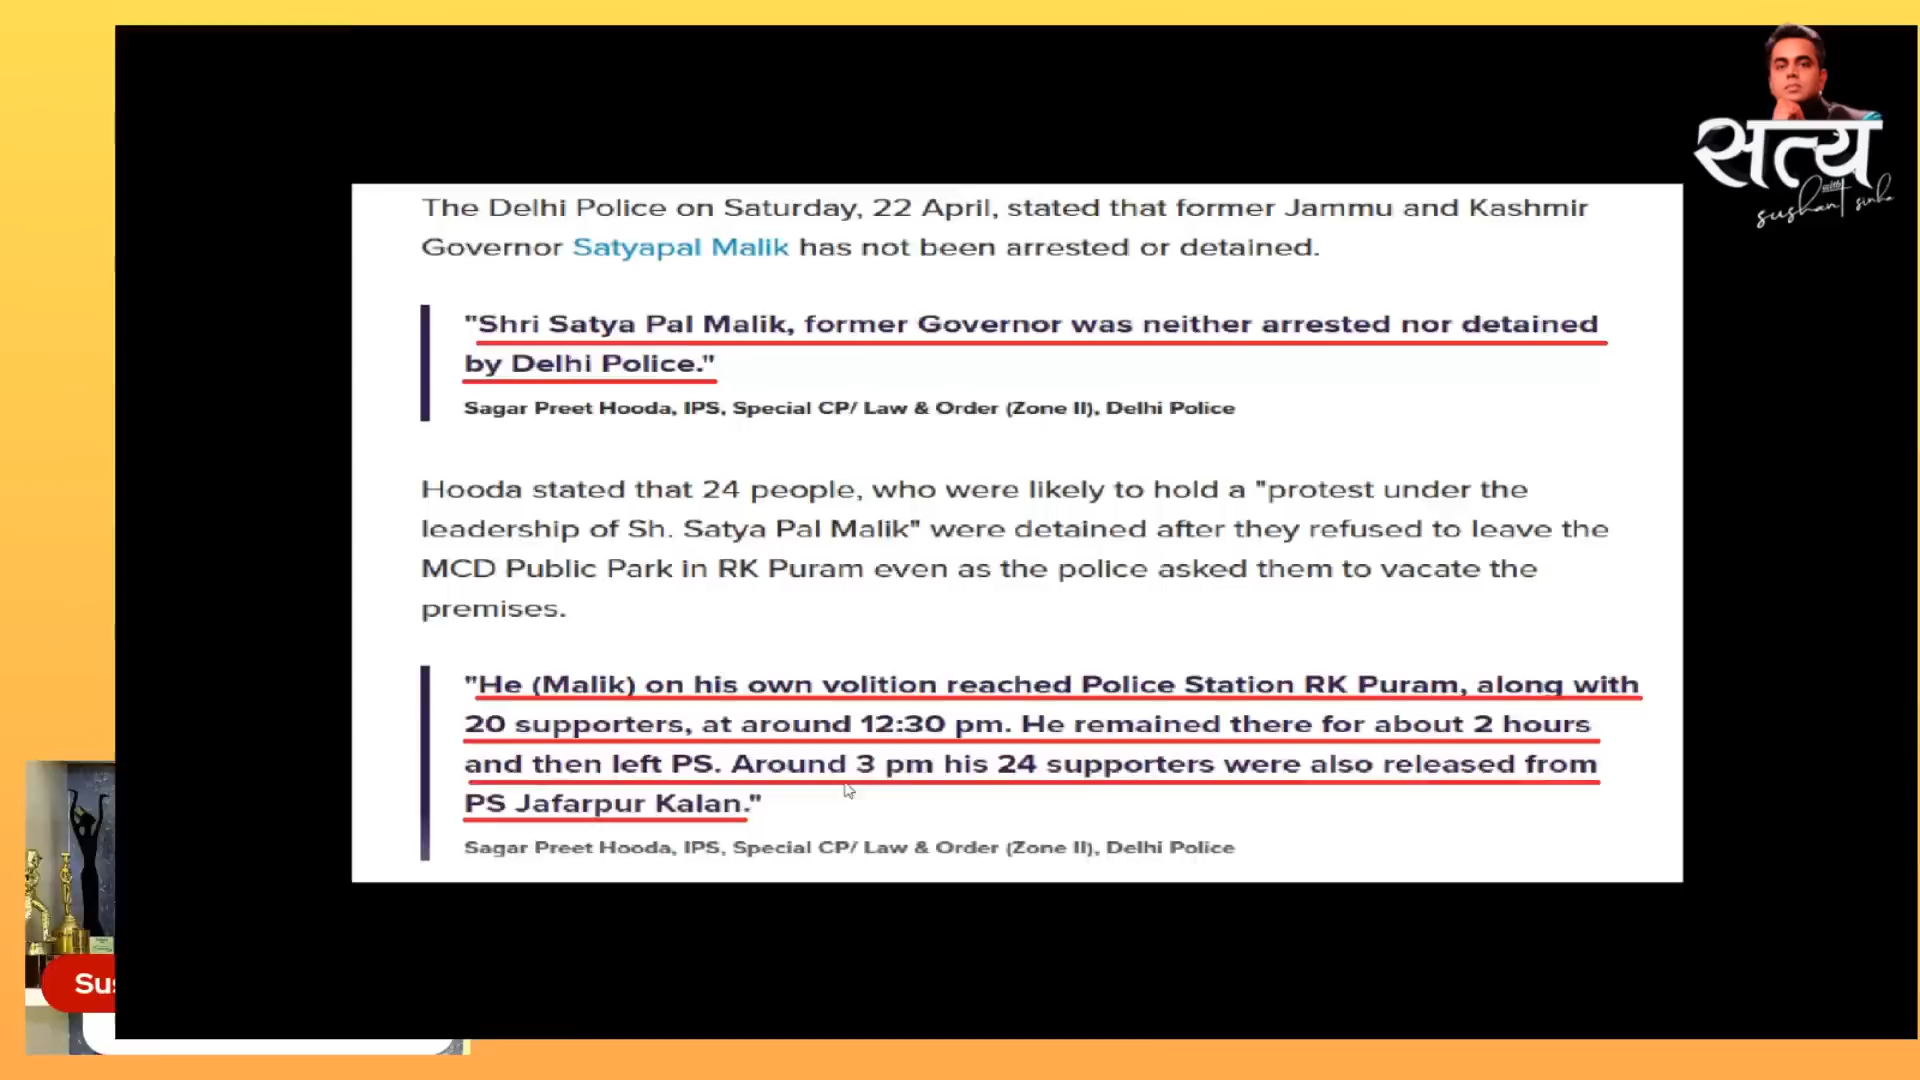 सत्य
with
sushant sinha
The Delhi Police on Saturday, 22 April, stated that former Jammu and Kashmir
Governor Satyapal Malik has not been arrested or detained.
"Shri Satya Pal Malik, former Governor was neither arrested nor detained
by Delhi Police."
Sagar Preet Hooda, IPS, Special CP/ Law & Order (Zone II), Delhi Police
Hooda stated that 24 people, who were likely to hold a "protest under the
leadership of Sh. Satya Pal Malik" were detained after they refused to leave the
MCD Public Park in RK Puram even as the police asked them to vacate the
premises.
"He (Malik) on his own volition reached Police Station RK Puram, along with
20 supporters, at around 12:30 pm. He remained there for about 2 hours
and then left PS. Around 3 pm his 24 supporters were also released from
PS Jafarpur Kalan."
Sagar Preet Hooda, IPS, Special CP/ Law & Order (Zone II), Delhi Police
Sus